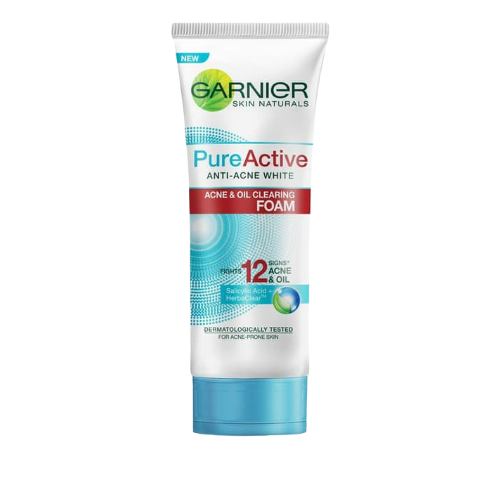 NEW
GARNIER
SKIN NATURALS
PureActive
ANTI-ACNE WHITE
ACNE & OIL CLEARING
FOAM
FIGHTS 12 SIGNS*
ACNE
& OIL
Salicylic Acid +
HerbaClear™
DERMATOLOGICALLY TESTED
FOR ACNE-PRONE SKIN